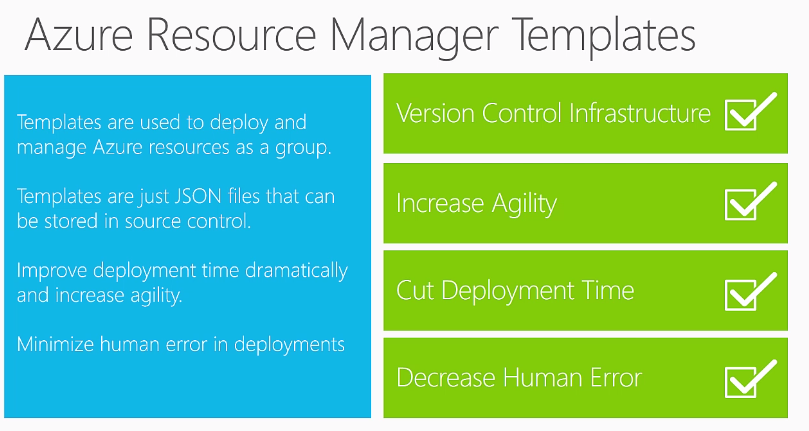 Azure Resource Manager Templates
Templates are used to deploy and
manage Azure resources as a group.
Templates are just JSON files that can
be stored in source control.
Improve deployment time dramatically
and increase agility.
Minimize human error in deployments
Version Control Infrastructure
Increase Agility
Cut Deployment Time
Decrease Human Error